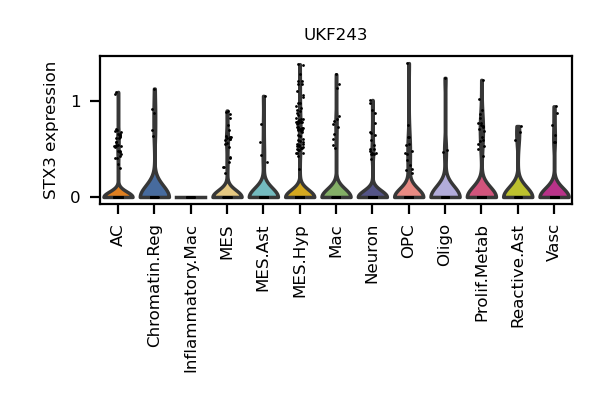 UKF243
STX3 expression
1
0
AC
Chromatin.Reg
Inflammatory.Mac
MES
MES.Ast
MES.Hyp
Mac
Neuron
OPC
Oligo
Prolif.Metab
Reactive.Ast
Vasc